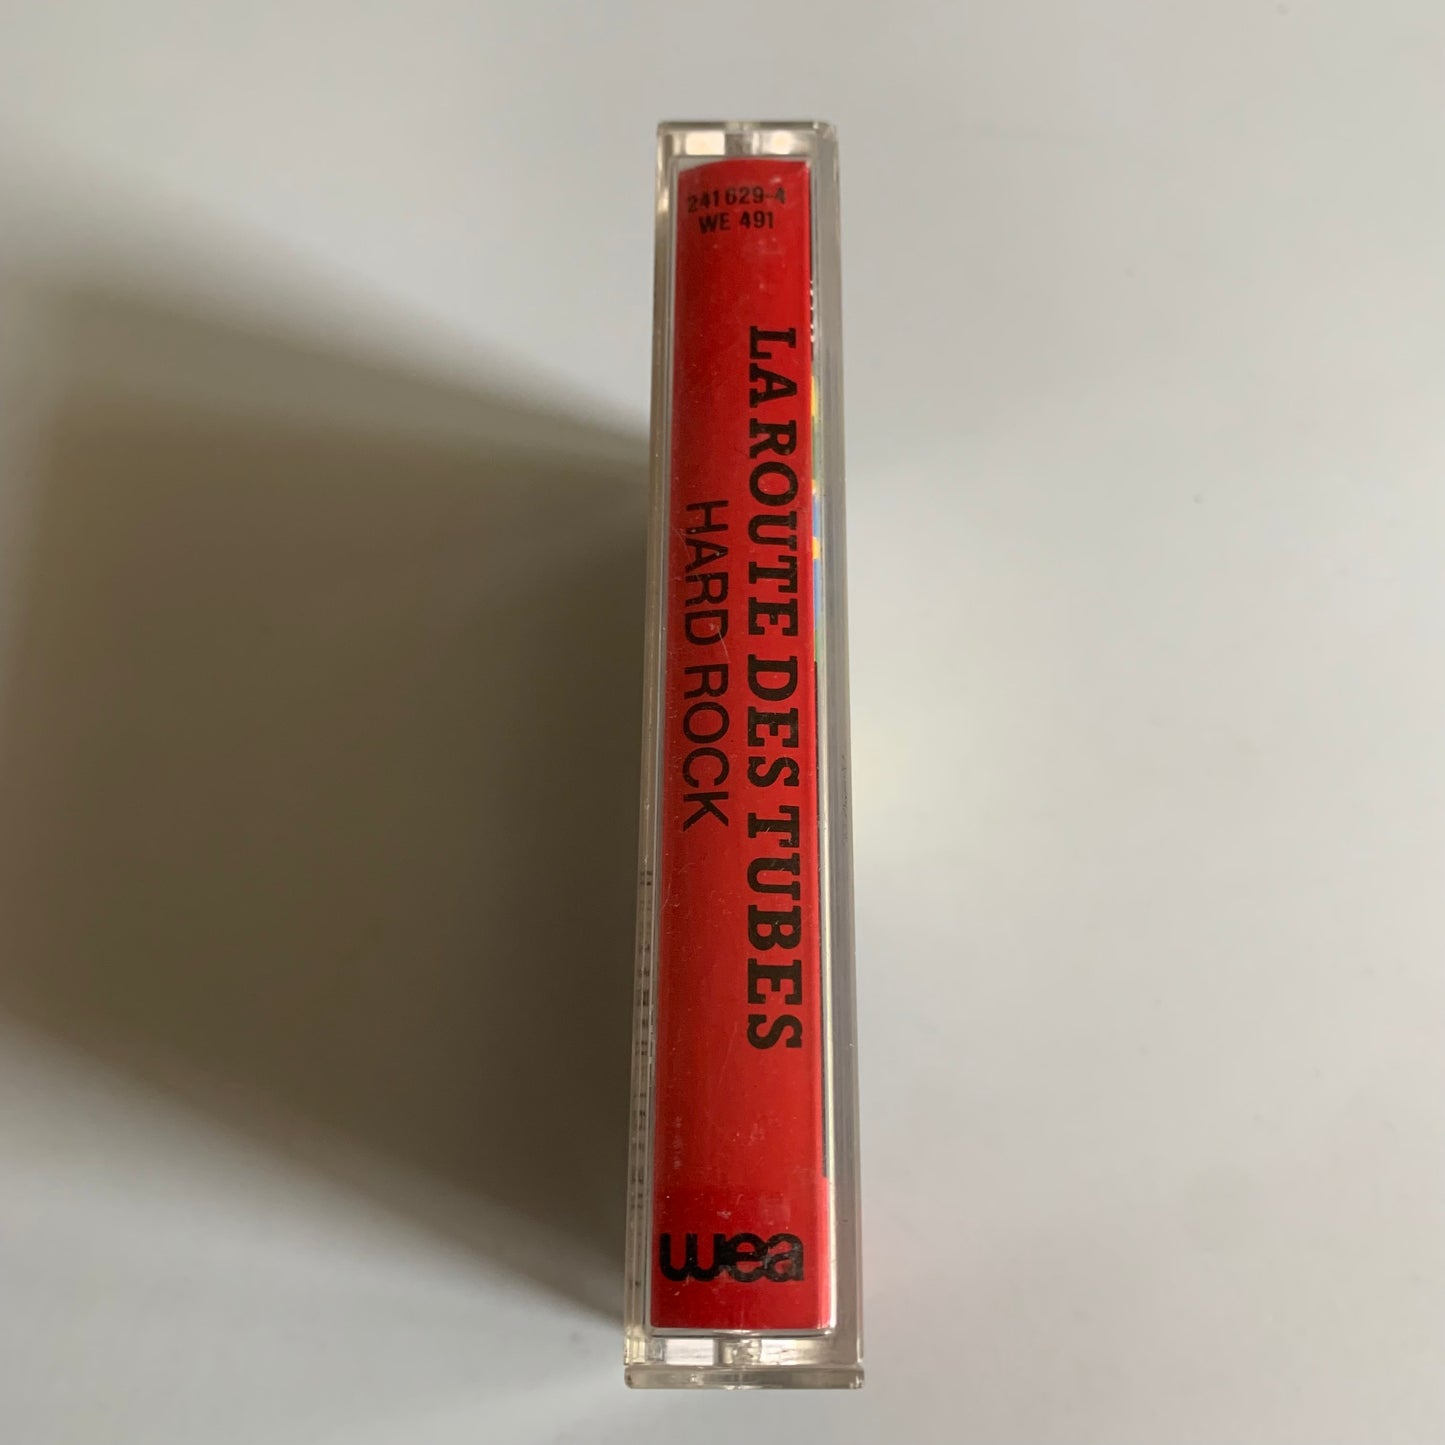 241629-4
WE 491
LA ROUTE DES TUBES
HARD ROCK
wea